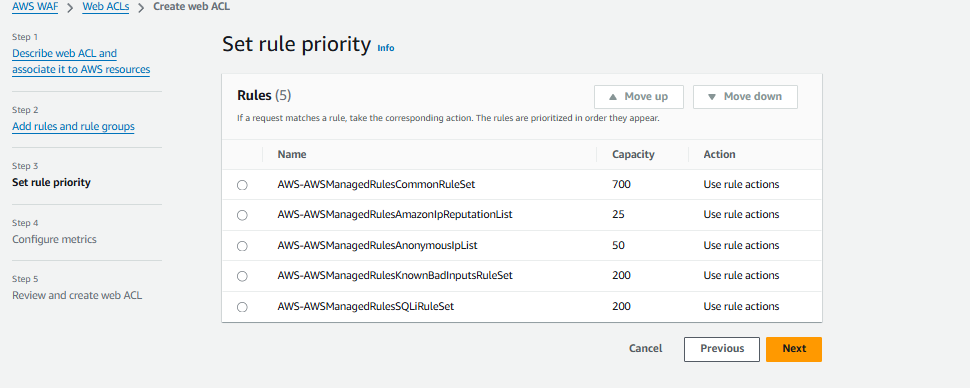 AWS WAF > Web ACLs > Create web ACL
Step 1
Describe web ACL and
associate it to AWS resources
Step 2
Add rules and rule groups
Step 3
Set rule priority
Step 4
Configure metrics
Step 5
Review and create web ACL
Set rule priority Info
Rules (5)
▲ Move up ▼ Move down
If a request matches a rule, take the corresponding action. The rules are prioritized in order they appear.
Name Capacity Action
AWS-AWSManagedRulesCommonRuleSet 700 Use rule actions
AWS-AWSManagedRulesAmazonIpReputationList 25 Use rule actions
AWS-AWSManagedRulesAnonymousIpList 50 Use rule actions
AWS-AWSManagedRulesKnownBadInputsRuleSet 200 Use rule actions
AWS-AWSManagedRulesSQLiRuleSet 200 Use rule actions
Cancel Previous Next